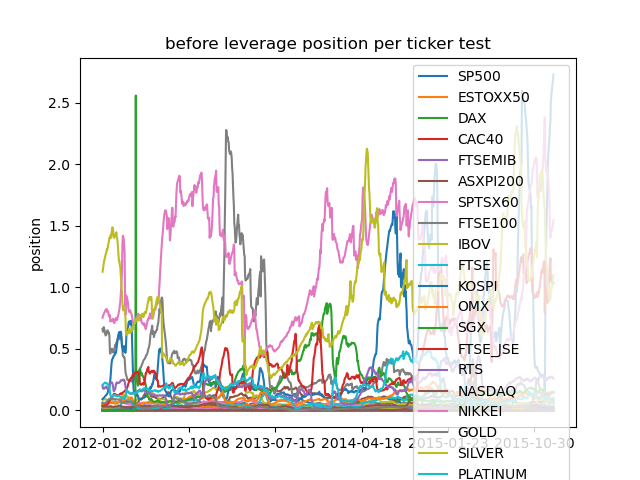 before leverage position per ticker test
position
2.5
2.0
1.5
1.0
0.5
0.0
2012-01-02 2012-10-08 2013-07-15 2014-04-18 2015-01-23 2015-10-30
SP500
ESTOXX50
DAX
CAC40
FTSEMIB
ASXPI200
SPTSX60
FTSE100
IBOV
FTSE
KOSPI
OMX
SGX
FTSE_JSE
RTS
NASDAQ
NIKKEI
GOLD
SILVER
PLATINUM